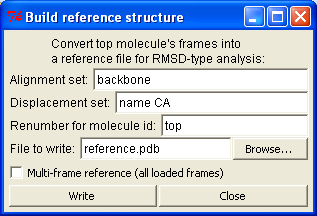 Build reference structure
Convert top molecule's frames into
a reference file for RMSD-type analysis:
Alignment set: backbone
Displacement set: name CA
Renumber for molecule id: top
File to write: reference.pdb Browse...
Multi-frame reference (all loaded frames)
Write Close